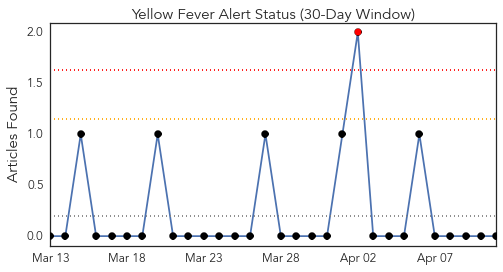 Yellow Fever Alert Status (30-Day Window)
Articles Found
2.0
1.5
1.0
0.5
0.0
Mar 13 Mar 18 Mar 23 Mar 28 Apr 02 Apr 07